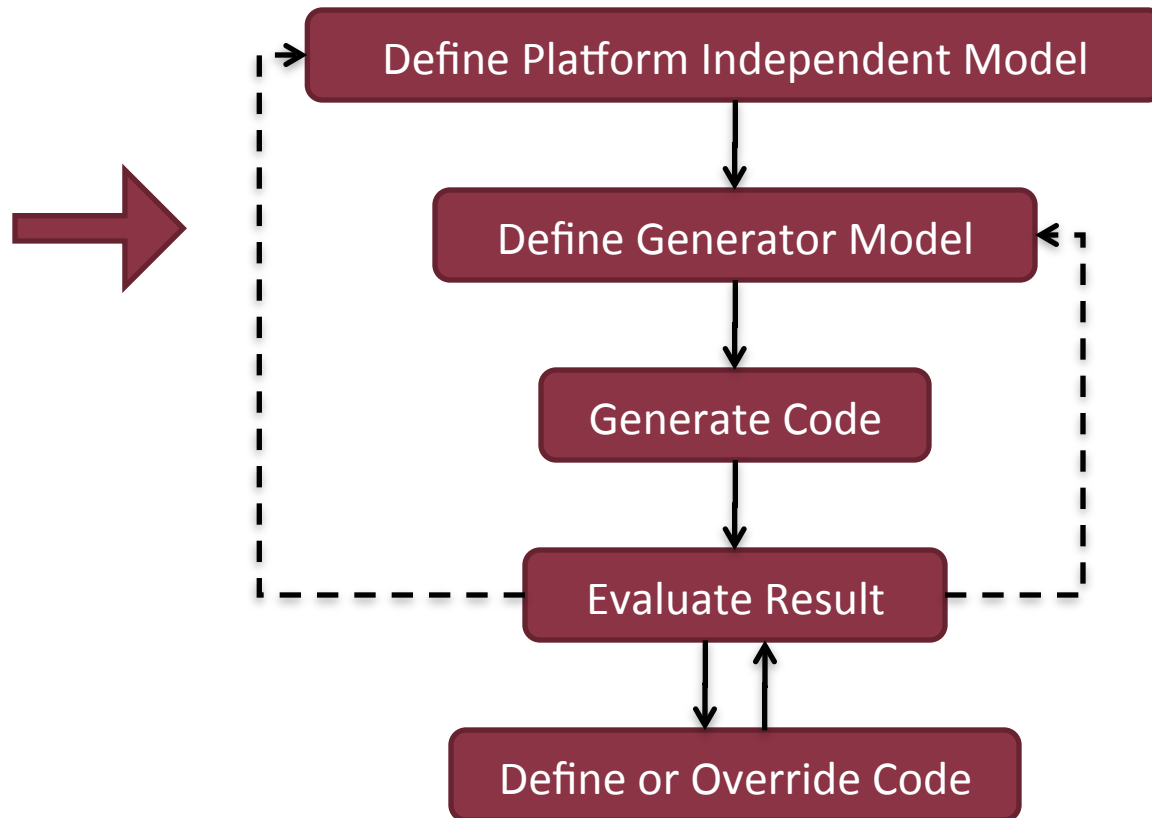 Define Platform Independent Model
Define Generator Model
Generate Code
Evaluate Result
Define or Override Code